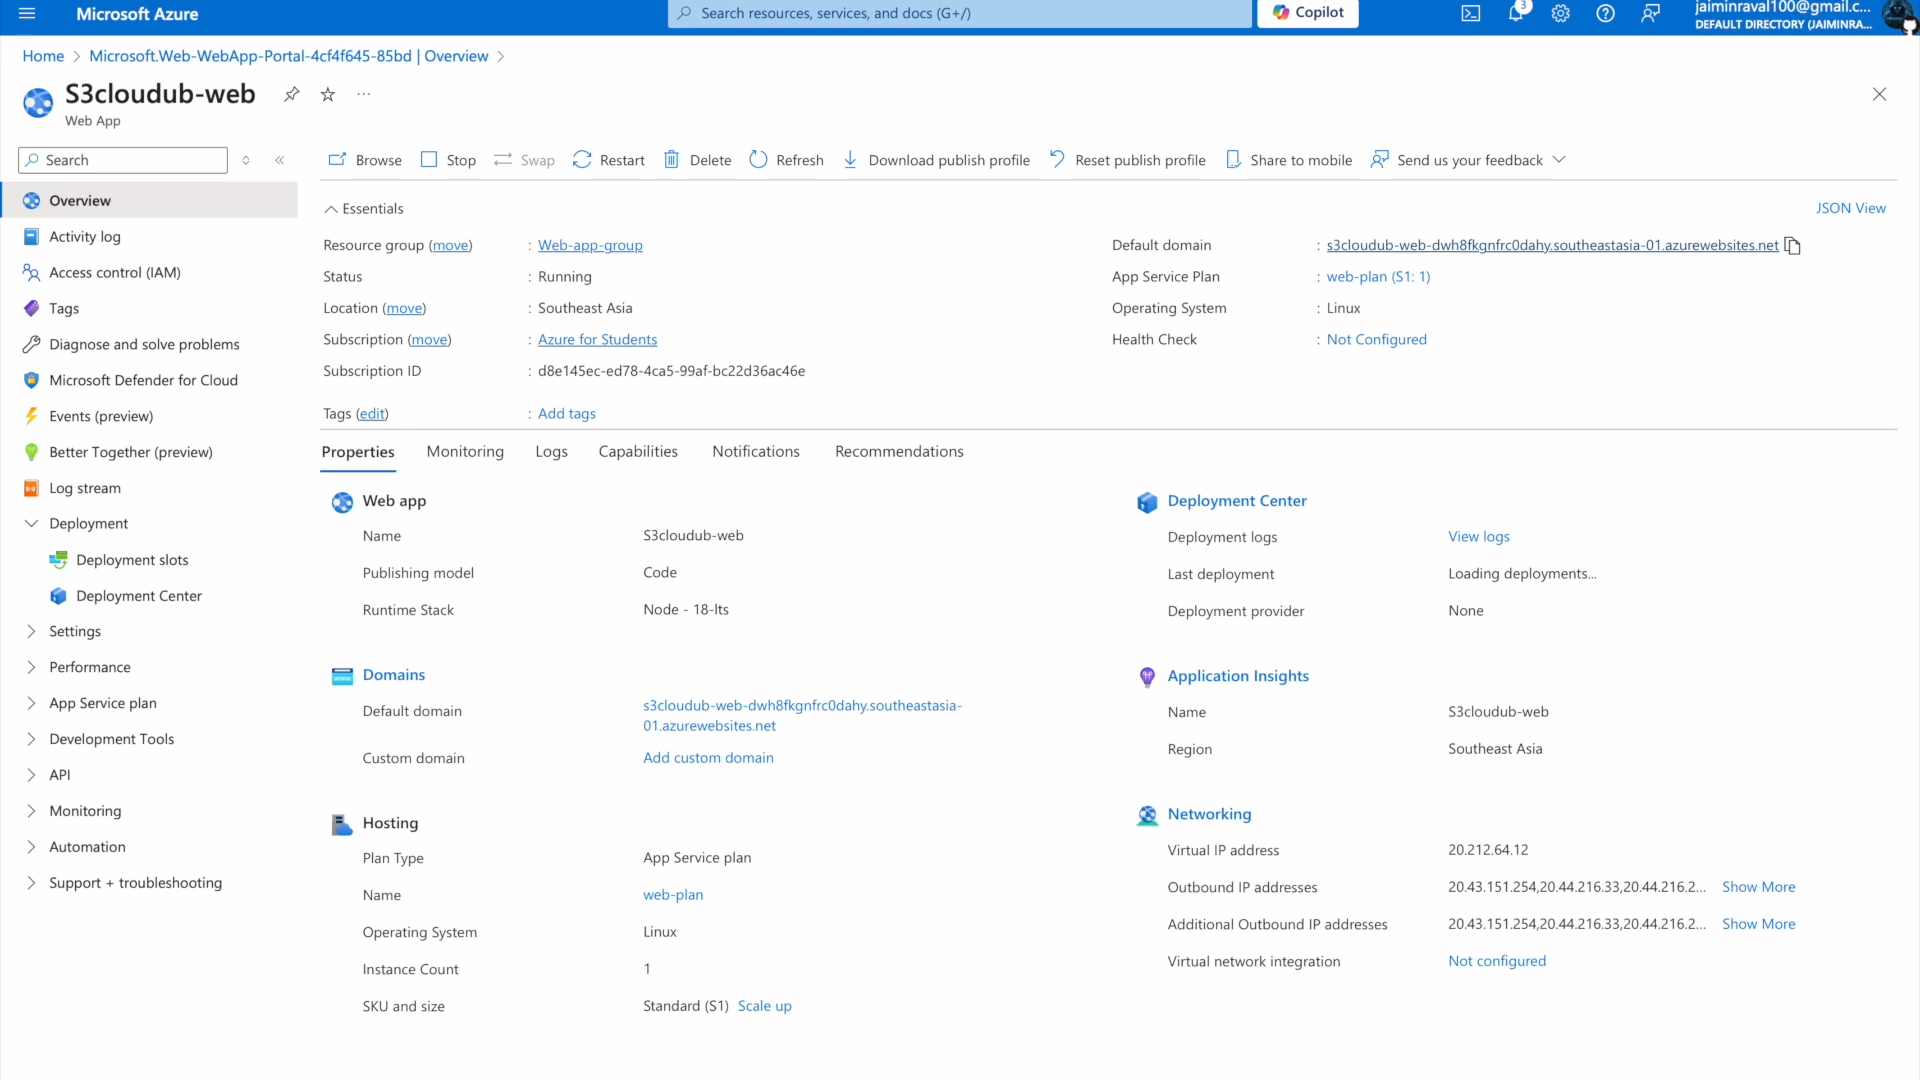 Microsoft Azure
Search resources, services, and docs (G+/)
Copilot
3
jaiminraval100@gmail.c...
DEFAULT DIRECTORY (JAIMINRA...
Home > Microsoft.Web-WebApp-Portal-4cf4f645-85bd | Overview >
S3cloudub-web
Web App
Search
Browse Stop Swap Restart Delete Refresh Download publish profile Reset publish profile Share to mobile Send us your feedback
Overview
Activity log
Access control (IAM)
Tags
Diagnose and solve problems
Microsoft Defender for Cloud
Events (preview)
Better Together (preview)
Log stream
Deployment
Deployment slots
Deployment Center
Settings
Performance
App Service plan
Development Tools
API
Monitoring
Automation
Support + troubleshooting
Essentials
JSON View
Resource group (move) : Web-app-group
Status : Running
Location (move) : Southeast Asia
Subscription (move) : Azure for Students
Subscription ID : d8e145ec-ed78-4ca5-99af-bc22d36ac46e
Tags (edit) : Add tags
Default domain : s3cloudub-web-dwh8fkgnfrc0dahy.southeastasia-01.azurewebsites.net
App Service Plan : web-plan (S1: 1)
Operating System : Linux
Health Check : Not Configured
Properties Monitoring Logs Capabilities Notifications Recommendations
Web app
Name S3cloudub-web
Publishing model Code
Runtime Stack Node - 18-lts
Domains
Default domain s3cloudub-web-dwh8fkgnfrc0dahy.southeastasia-
01.azurewebsites.net
Custom domain Add custom domain
Hosting
Plan Type App Service plan
Name web-plan
Operating System Linux
Instance Count 1
SKU and size Standard (S1) Scale up
Deployment Center
Deployment logs View logs
Last deployment Loading deployments...
Deployment provider None
Application Insights
Name S3cloudub-web
Region Southeast Asia
Networking
Virtual IP address 20.212.64.12
Outbound IP addresses 20.43.151.254,20.44.216.33,20.44.216.2... Show More
Additional Outbound IP addresses 20.43.151.254,20.44.216.33,20.44.216.2... Show More
Virtual network integration Not configured